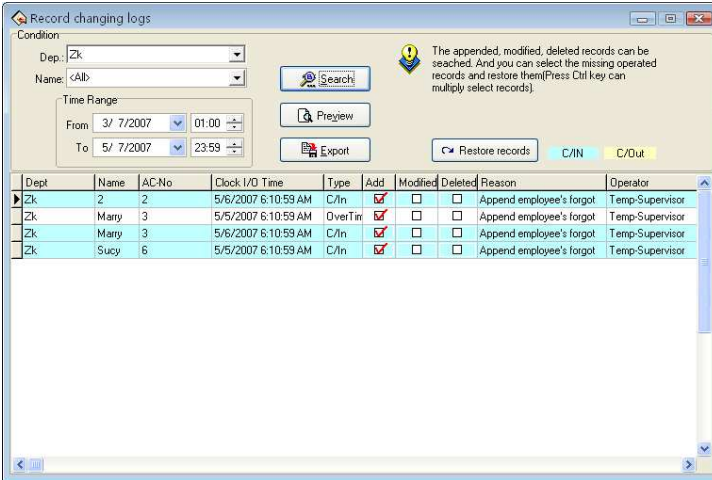 Record changing logs
Condition
Dep.: Zk
Name: <All>
Time Range
From 3/ 7/2007 01:00
To 5/ 7/2007 23:59
Search
Preview
Export
The appended, modified, deleted records can be
seached. And you can select the missing operated
records and restore them(Press Ctrl key can
multiply select records).
Restore records C/IN C/Out
Dept Name AC-No Clock I/O Time Type Add Modified Deleted Reason Operator
Zk 2 2 5/6/2007 6:10:59 AM C/In Append employee's forgot Temp-Supervisor
Zk Marry 3 5/5/2007 6:10:59 AM OverTim Append employee's forgot Temp-Supervisor
Zk Marry 3 5/6/2007 6:10:59 AM C/In Append employee's forgot Temp-Supervisor
Zk Sucy 6 5/5/2007 6:10:59 AM C/In Append employee's forgot Temp-Supervisor